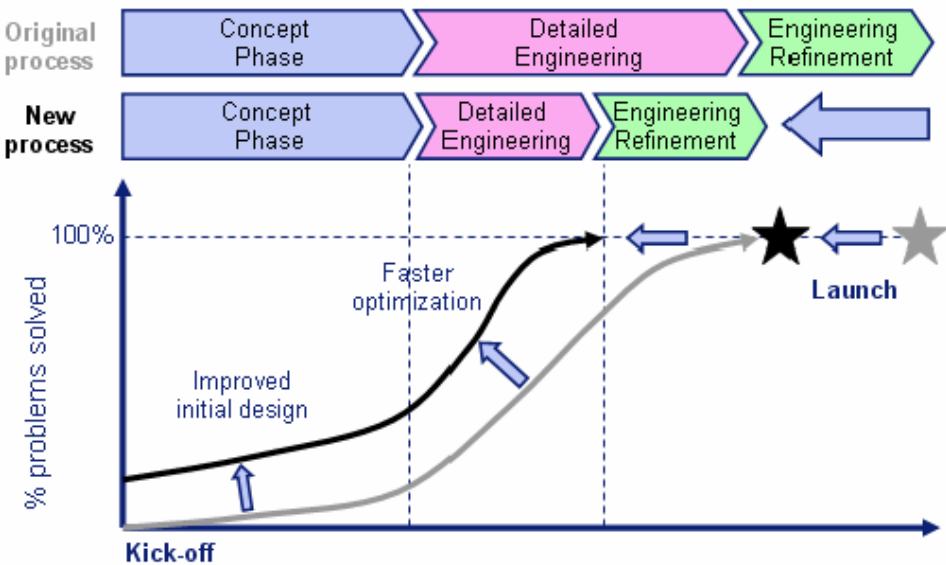 Original
process
Concept
Phase
Detailed
Engineering
Engineering
Refinement
New
process
Concept
Phase
Detailed
Engineering
Engineering
Refinement
100%
Faster
optimization
Launch
Improved
initial design
% problems solved
Kick-off